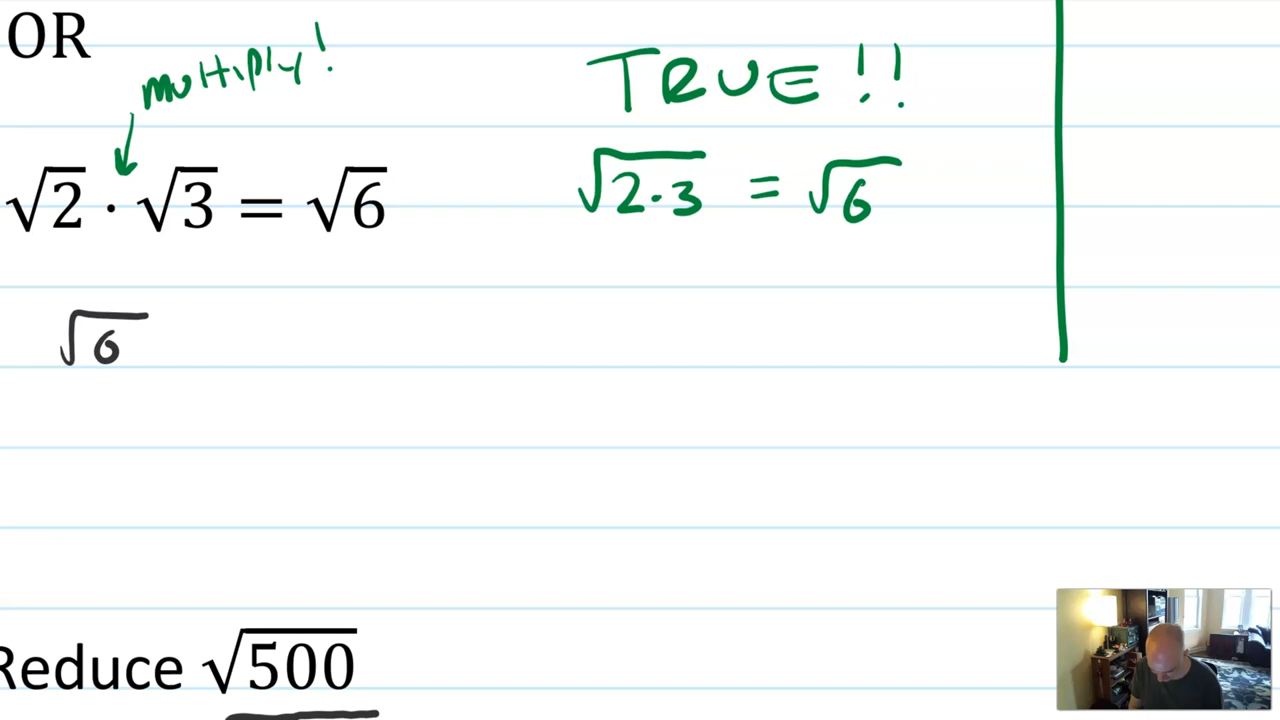 OR
multiply!
TRUE!!
√2 · √3 = √6
√2·3 = √6
√6
Reduce √500